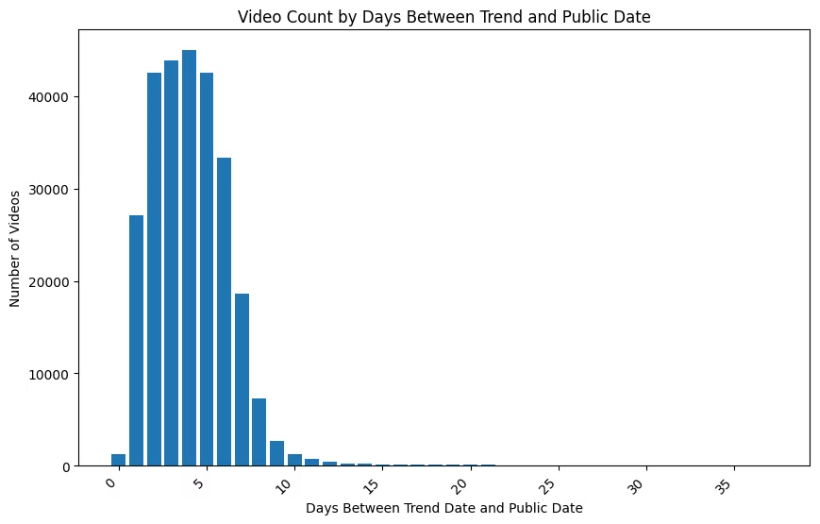 Video Count by Days Between Trend and Public Date
Number of Videos
40000
30000
20000
10000
0
0 5 10 15 20 25 30 35
Days Between Trend Date and Public Date